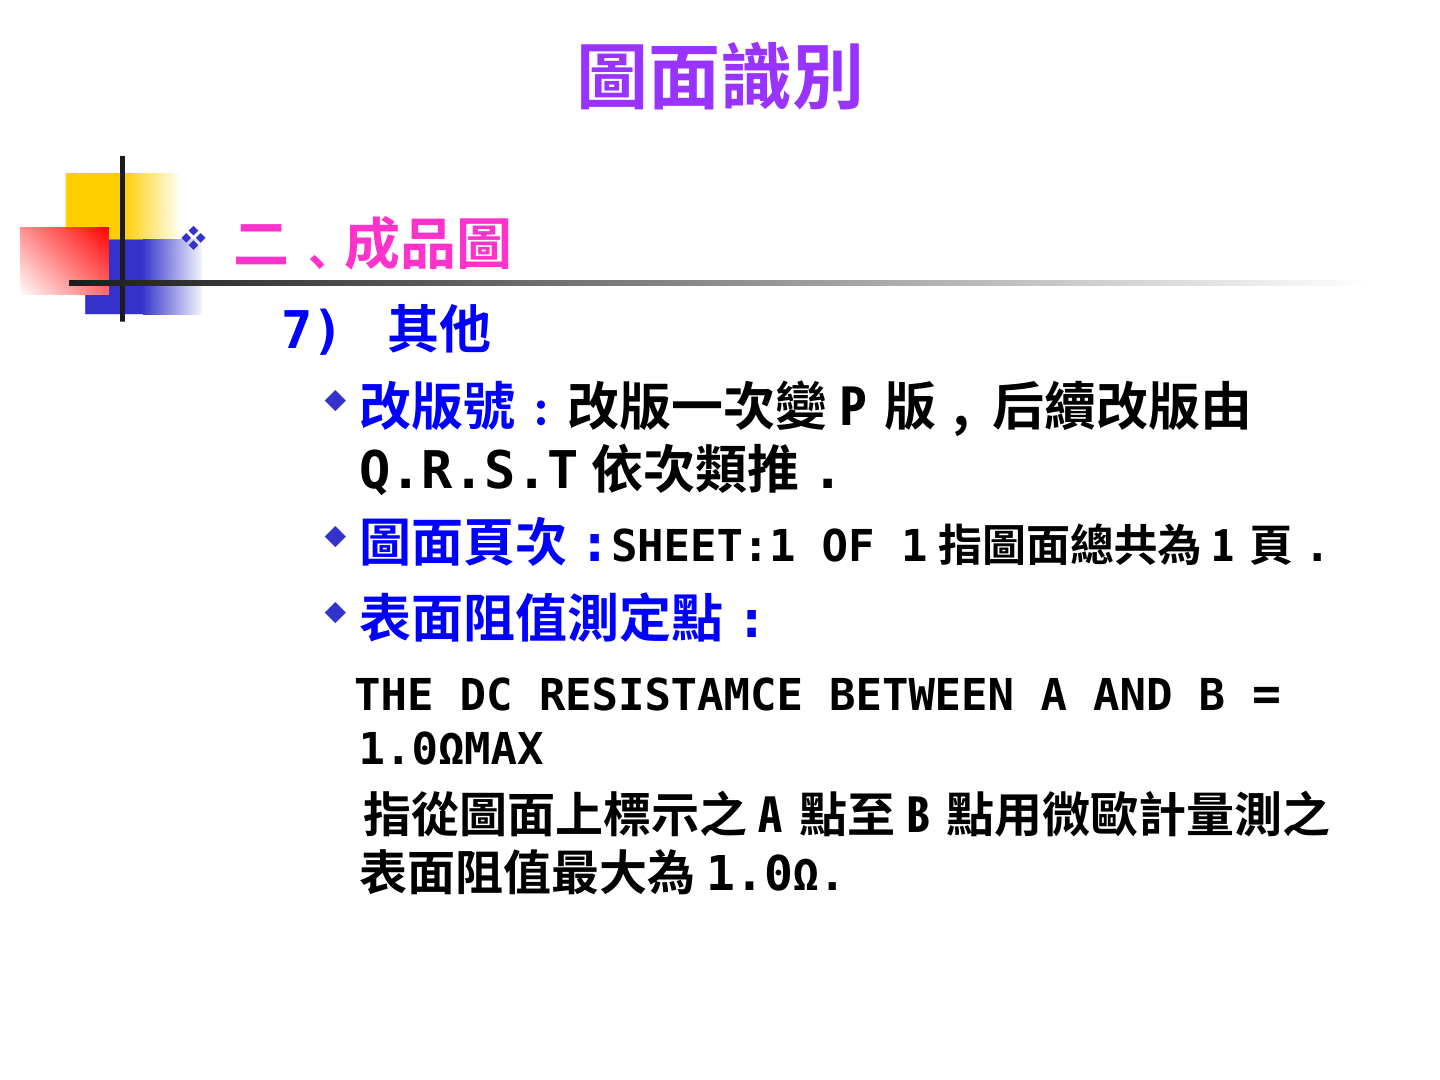 圖面識別
二﹑成品圖
7) 其他
改版號﹕改版一次變P版，后續改版由
Q.R.S.T依次類推.
圖面頁次:SHEET:1 OF 1指圖面總共為1頁.
表面阻值測定點:
THE DC RESISTAMCE BETWEEN A AND B =
1.0ΩMAX
指從圖面上標示之A點至B點用微歐計量測之
表面阻值最大為1.0Ω.